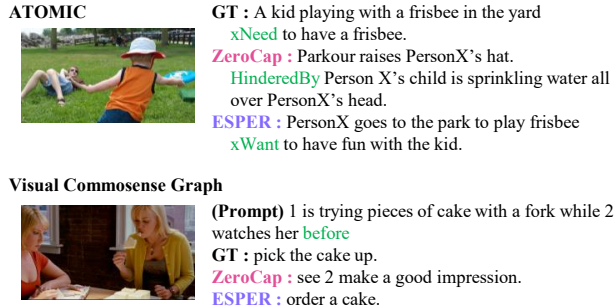 ATOMIC
GT : A kid playing with a frisbee in the yard
xNeed to have a frisbee.
ZeroCap : Parkour raises PersonX's hat.
HinderedBy Person X's child is sprinkling water all
over PersonX's head.
ESPER : PersonX goes to the park to play frisbee
xWant to have fun with the kid.
Visual Commosense Graph
(Prompt) 1 is trying pieces of cake with a fork while 2
watches her before
GT : pick the cake up.
ZeroCap : see 2 make a good impression.
ESPER : order a cake.